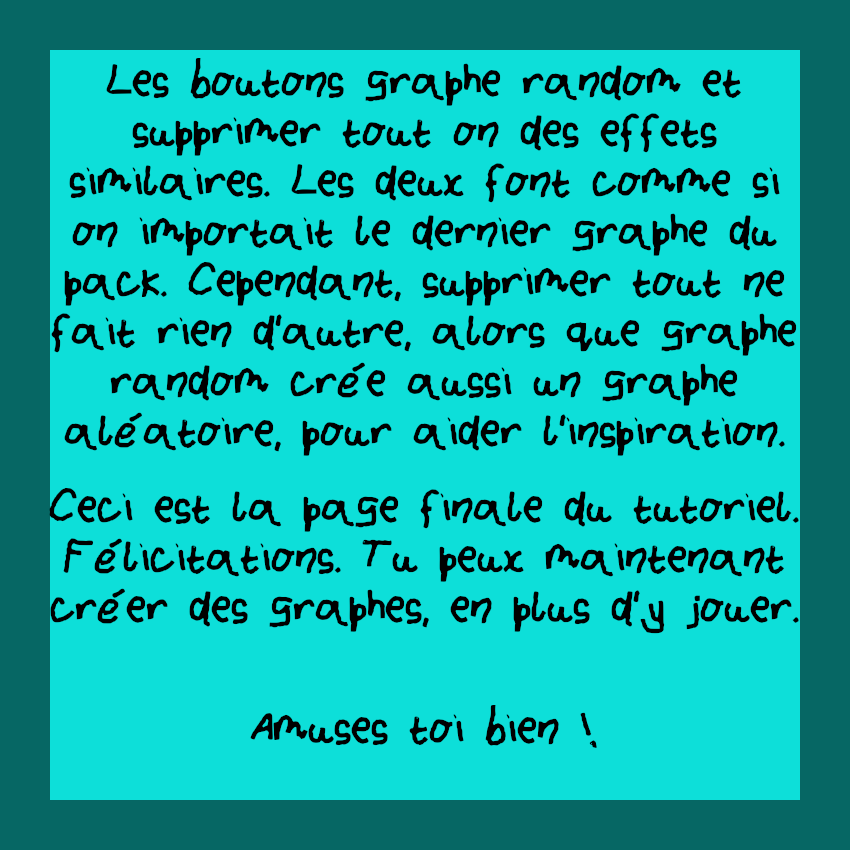 Les boutons graphe random et
supprimer tout on des effets
similaires. Les deux font comme si
on importait le dernier graphe du
pack. Cependant, supprimer tout ne
fait rien d'autre, alors que graphe
random crée aussi un graphe
aléatoire, pour aider l'inspiration.
Ceci est la page finale du tutoriel.
Félicitations. Tu peux maintenant
créer des graphes, en plus d'y jouer.
Amuses toi bien !